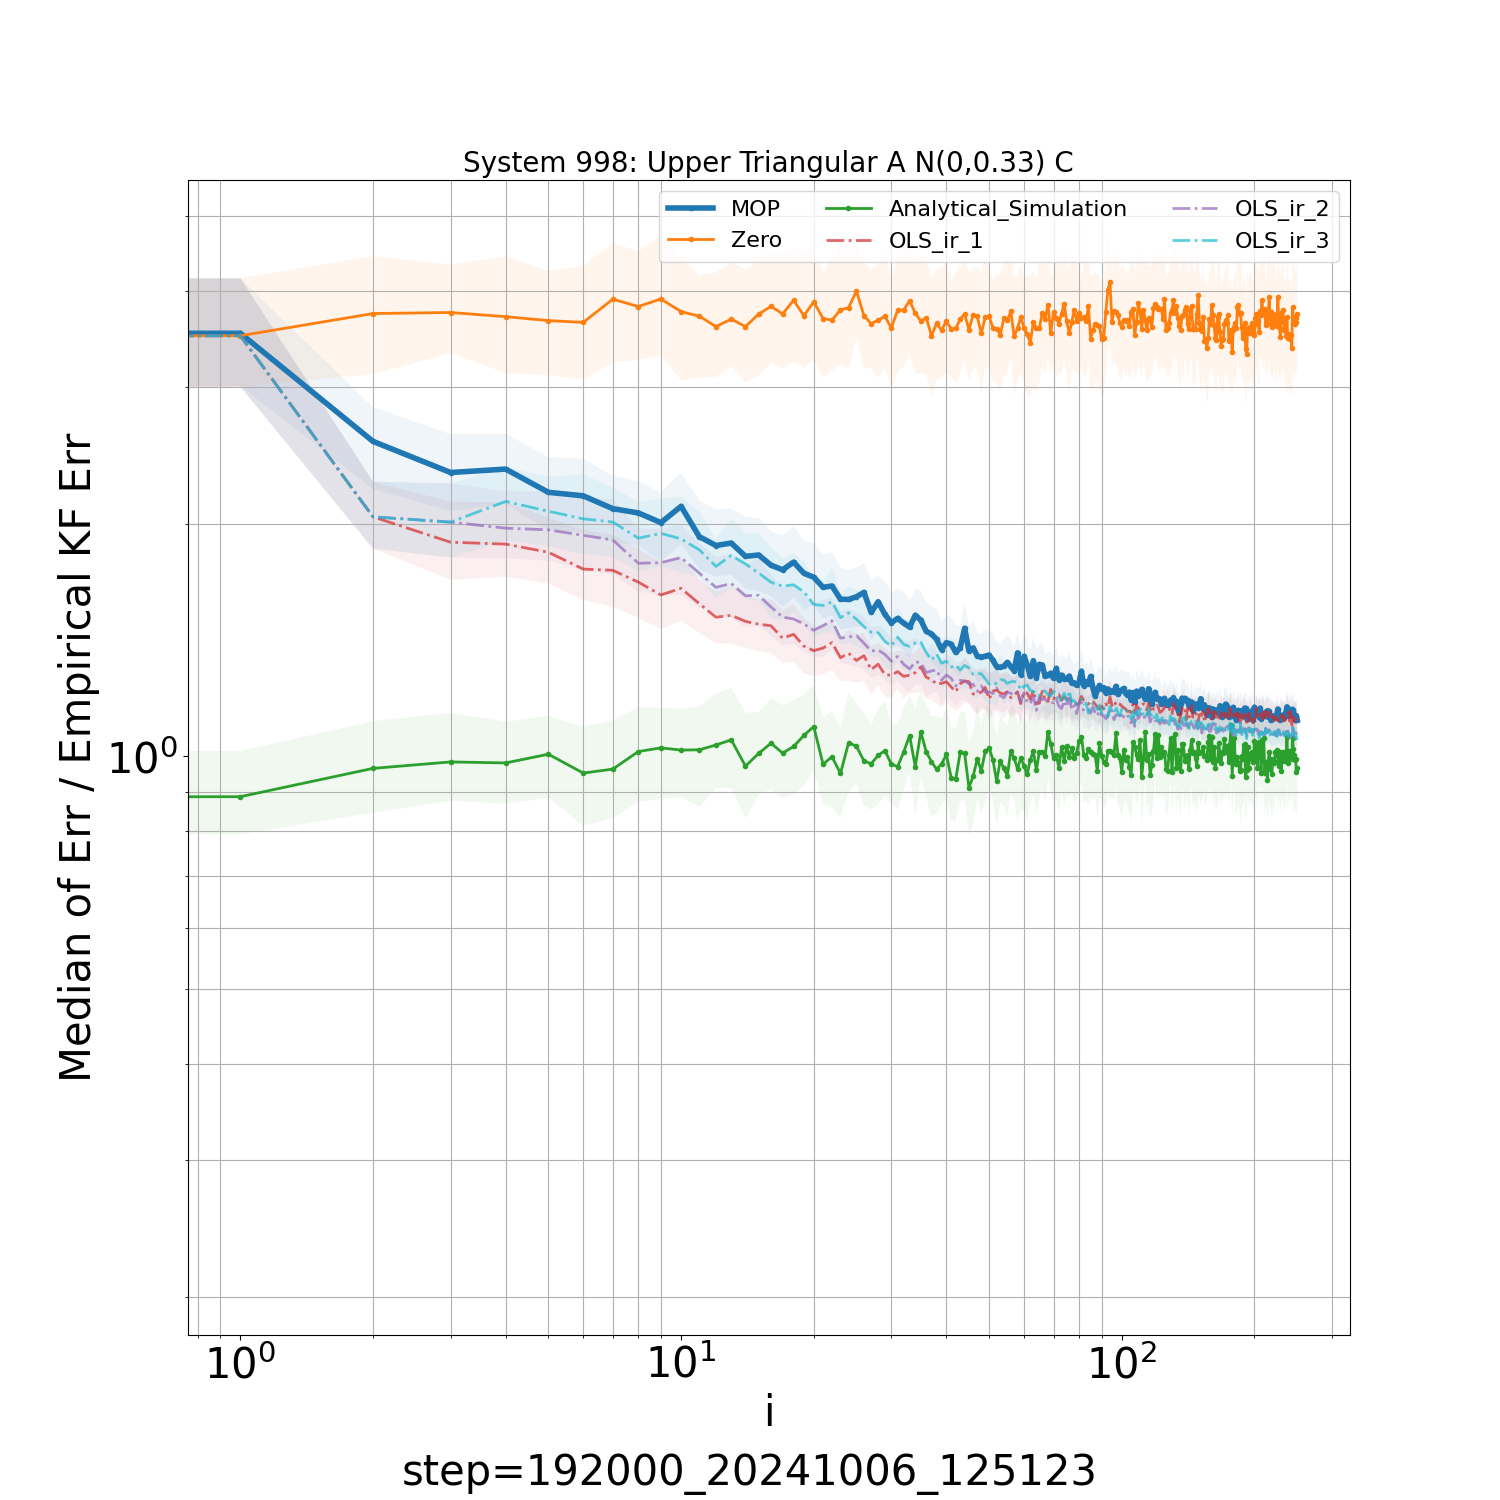 System 998: Upper Triangular A N(0,0.33) C
MOP
Zero
Analytical_Simulation
OLS_ir_1
OLS_ir_2
OLS_ir_3
Median of Err / Empirical KF Err
10⁰
10⁰ 10¹ 10²
i
step=192000_20241006_125123